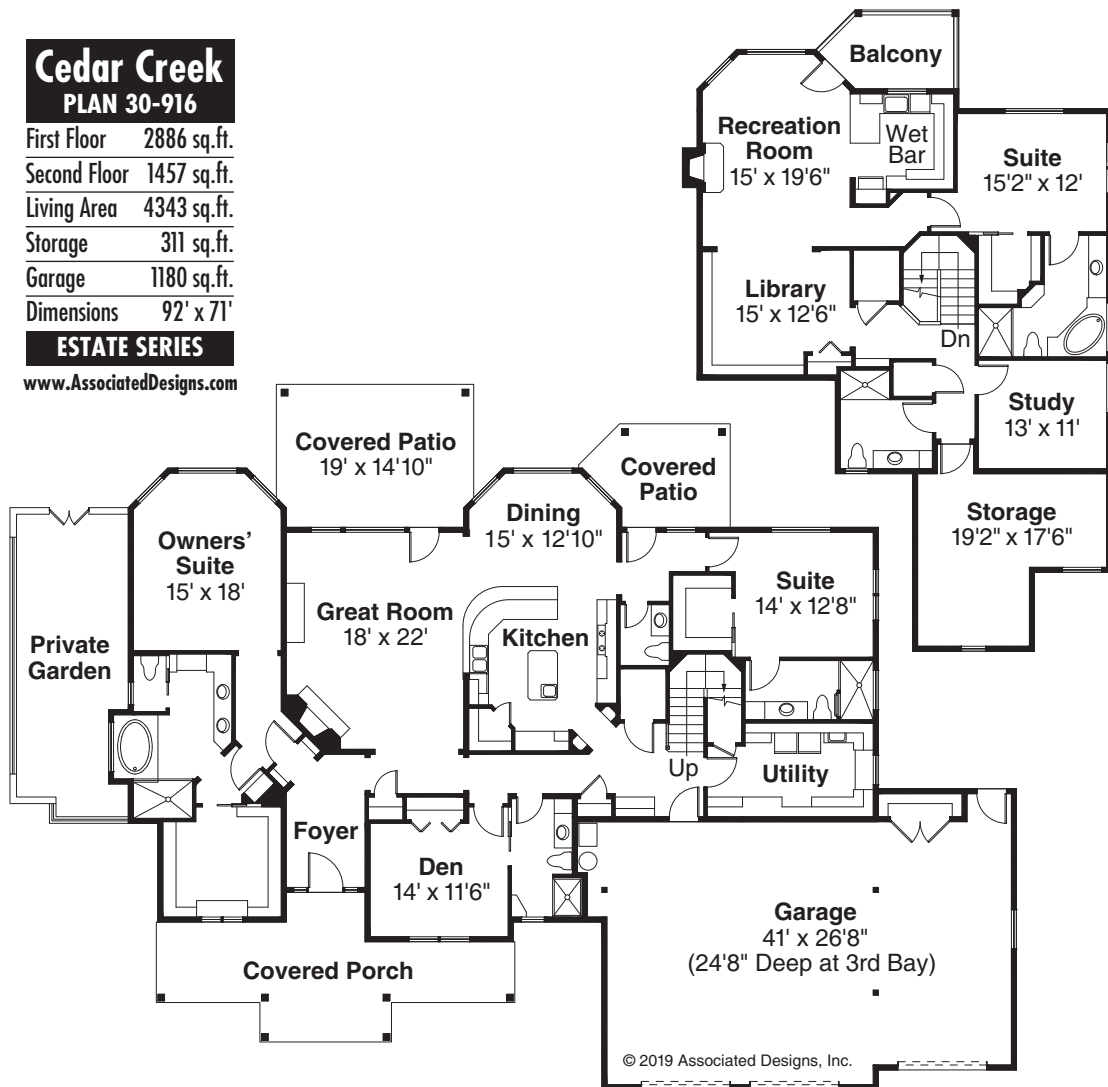 Cedar Creek
PLAN 30-916
First Floor 2886 sq.ft.
Second Floor 1457 sq.ft.
Living Area 4343 sq.ft.
Storage 311 sq.ft.
Garage 1180 sq.ft.
Dimensions 92' x 71'
ESTATE SERIES
www.AssociatedDesigns.com
Balcony
Recreation
Room
15' x 19'6"
Wet
Bar
Suite
15'2" x 12'
Library
15' x 12'6"
Dn
Study
13' x 11'
Storage
19'2" x 17'6"
Covered Patio
19' x 14'10"
Covered
Patio
Dining
15' x 12'10"
Owners'
Suite
15' x 18'
Great Room
18' x 22'
Kitchen
Suite
14' x 12'8"
Private
Garden
Up
Utility
Foyer
Den
14' x 11'6"
Garage
41' x 26'8"
(24'8" Deep at 3rd Bay)
Covered Porch
© 2019 Associated Designs, Inc.